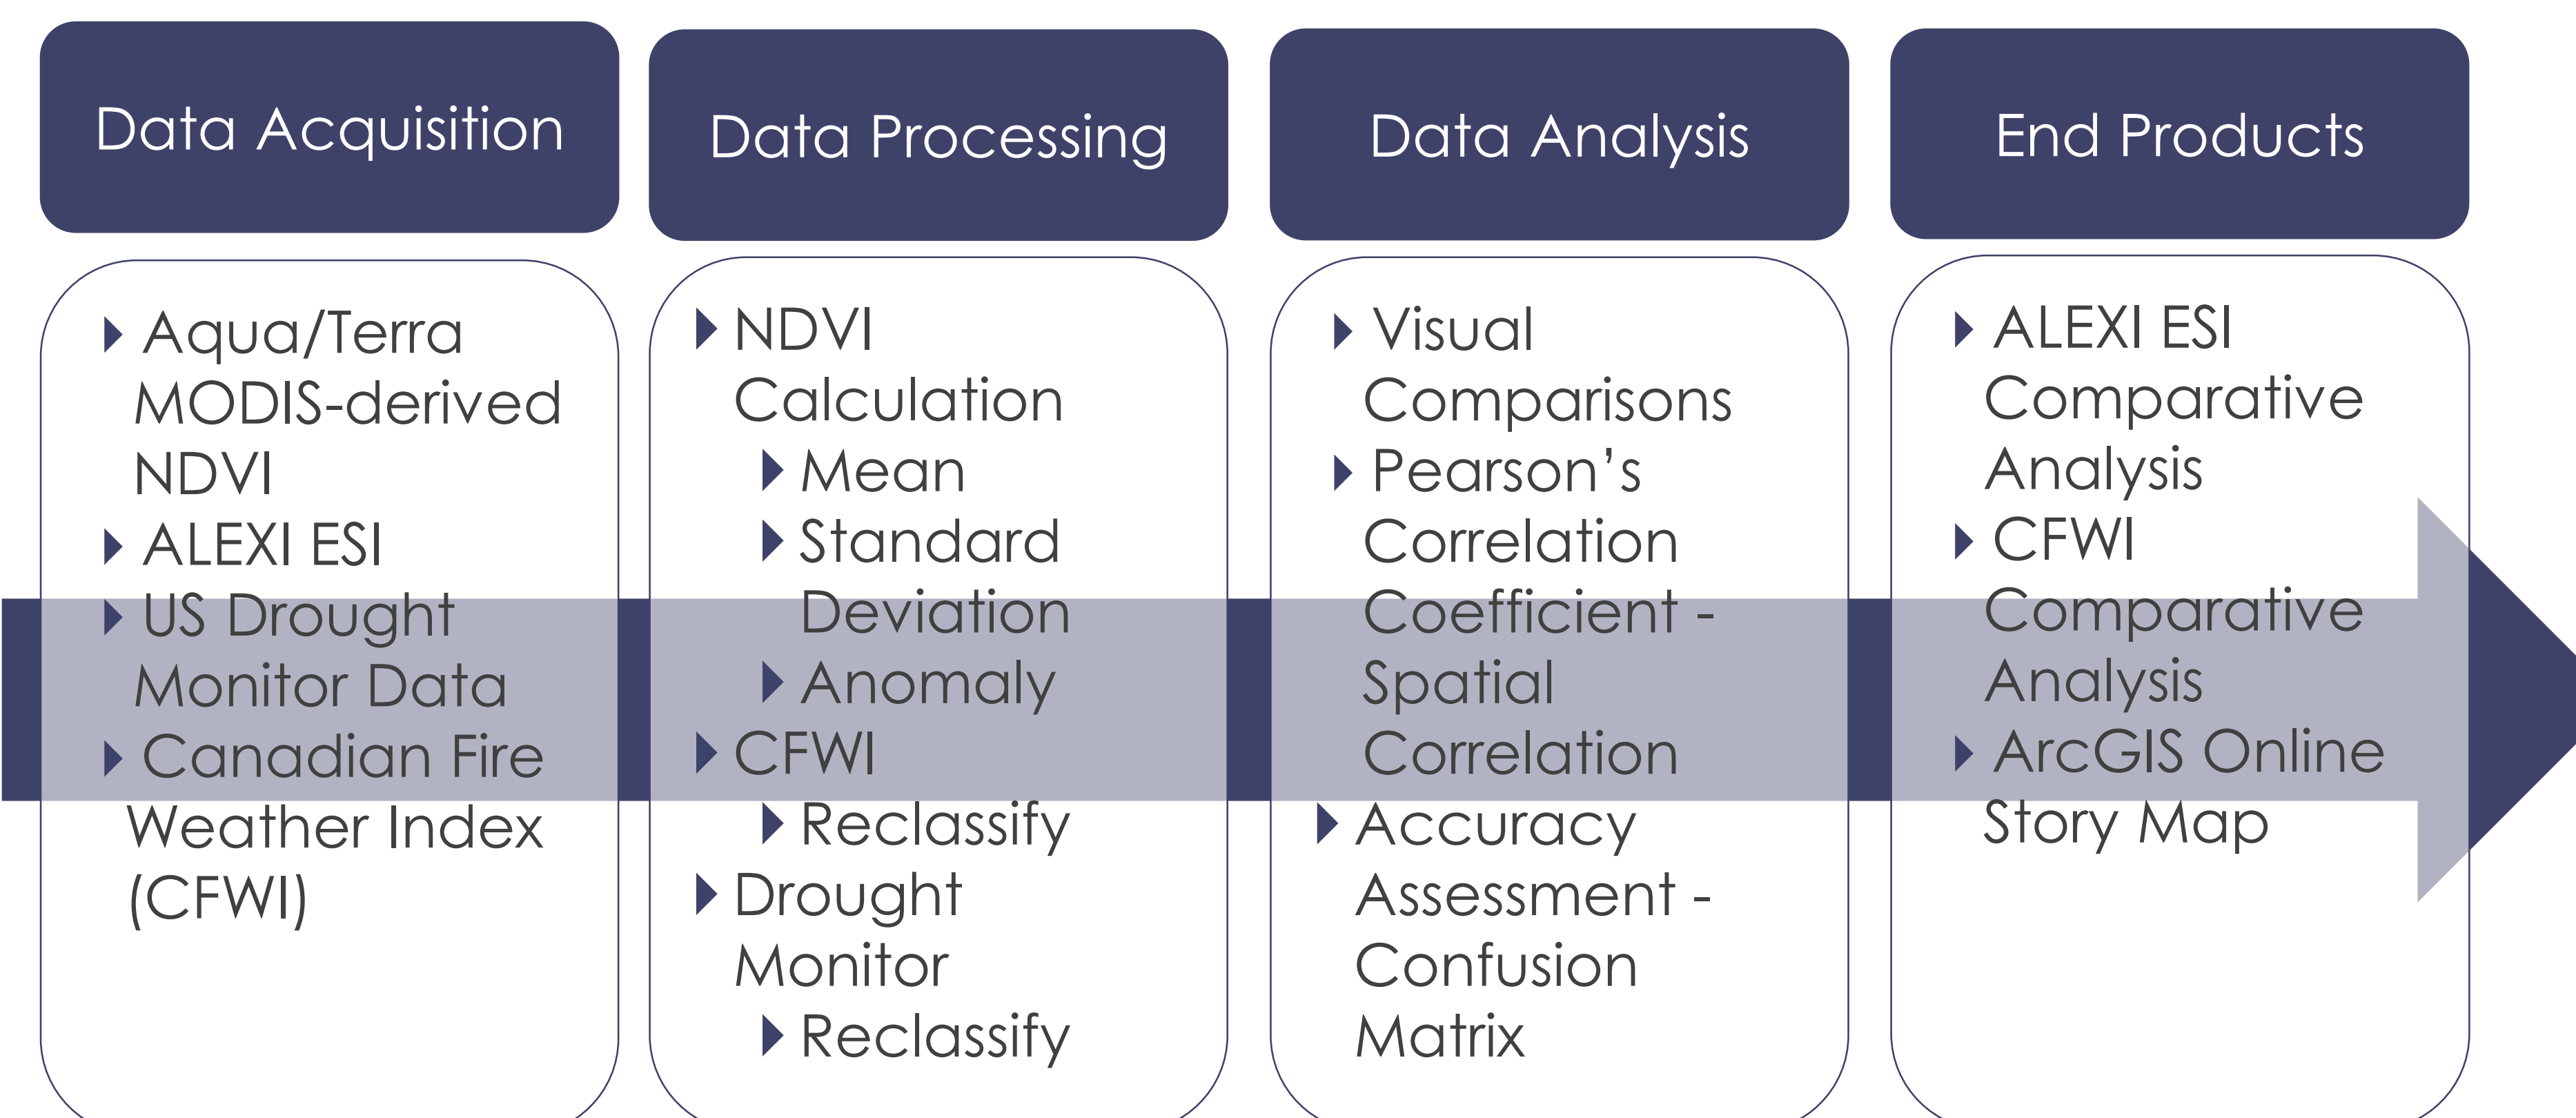 Data Acquisition
Aqua/Terra
MODIS-derived
NDVI
ALEXI ESI
US Drought
Monitor Data
Canadian Fire
Weather Index
(CFWI)
Data Processing
NDVI
Calculation
Mean
Standard
Deviation
Anomaly
CFWI
Reclassify
Drought
Monitor
Reclassify
Data Analysis
Visual
Comparisons
Pearson’s
Correlation
Coefficient -
Spatial
Correlation
Accuracy
Assessment -
Confusion
Matrix
End Products
ALEXI ESI
Comparative
Analysis
CFWI
Comparative
Analysis
ArcGIS Online
Story Map